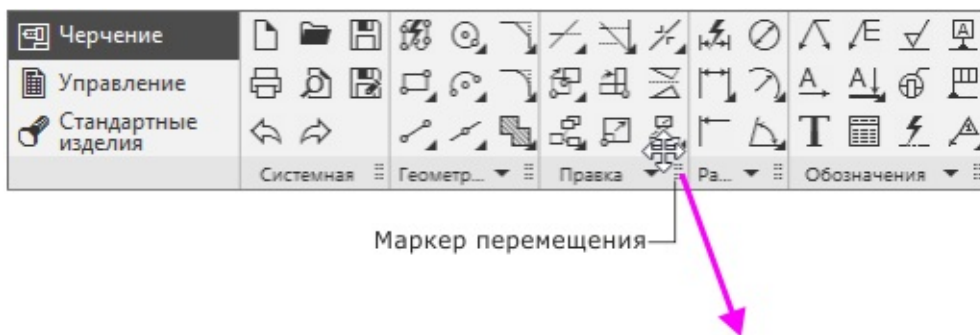 Черчение
Управление
Стандартные
изделия
Системная
Геометр...
Правка
Ра...
Обозначения
Маркер перемещения